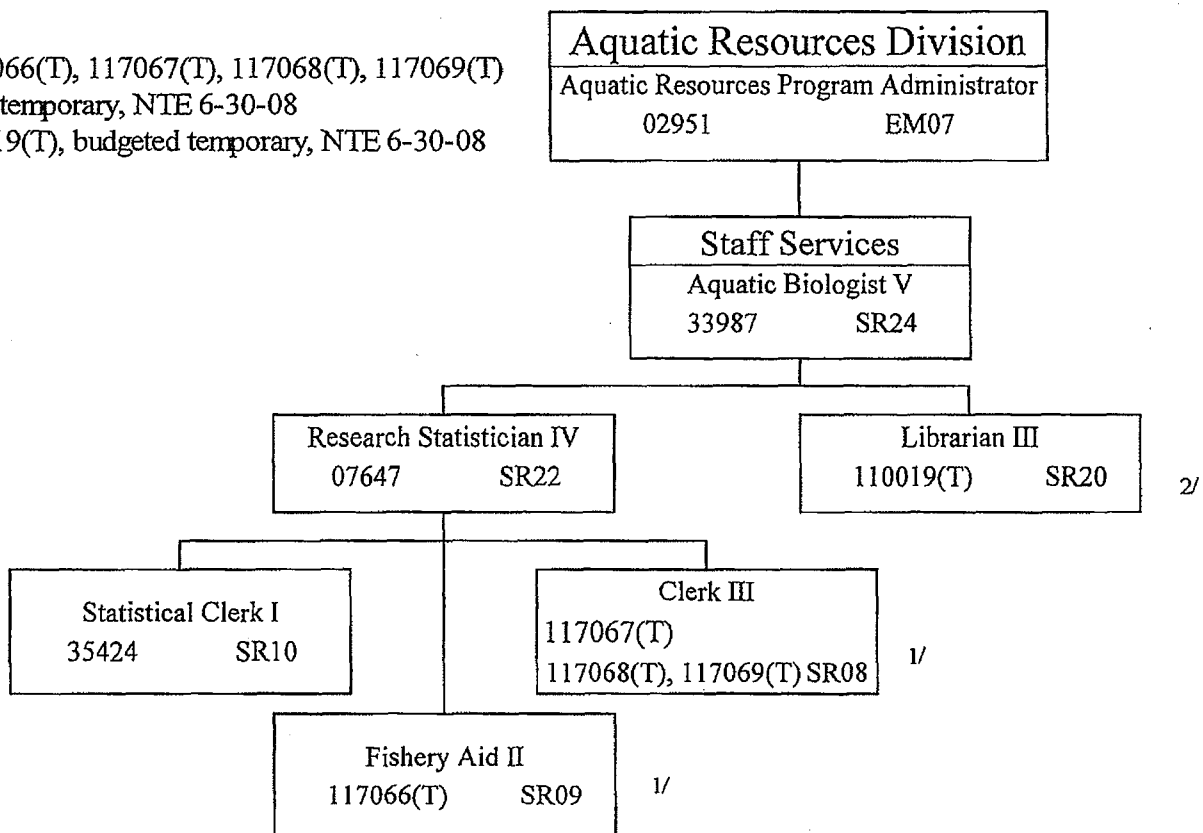 066(T), 117067(T), 117068(T), 117069(T)
temporary, NTE 6-30-08
19(T), budgeted temporary, NTE 6-30-08
Aquatic Resources Division
Aquatic Resources Program Administrator
02951 EM07
Staff Services
Aquatic Biologist V
33987 SR24
Research Statistician IV
07647 SR22
Librarian III
110019(T) SR20
2/
Statistical Clerk I
35424 SR10
Clerk III
117067(T)
117068(T), 117069(T) SR08
1/
Fishery Aid II
117066(T) SR09
1/